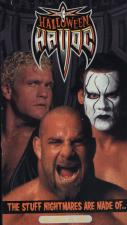 HALLOWEEN
HAVOC
THE STUFF NIGHTMARES ARE MADE OF...